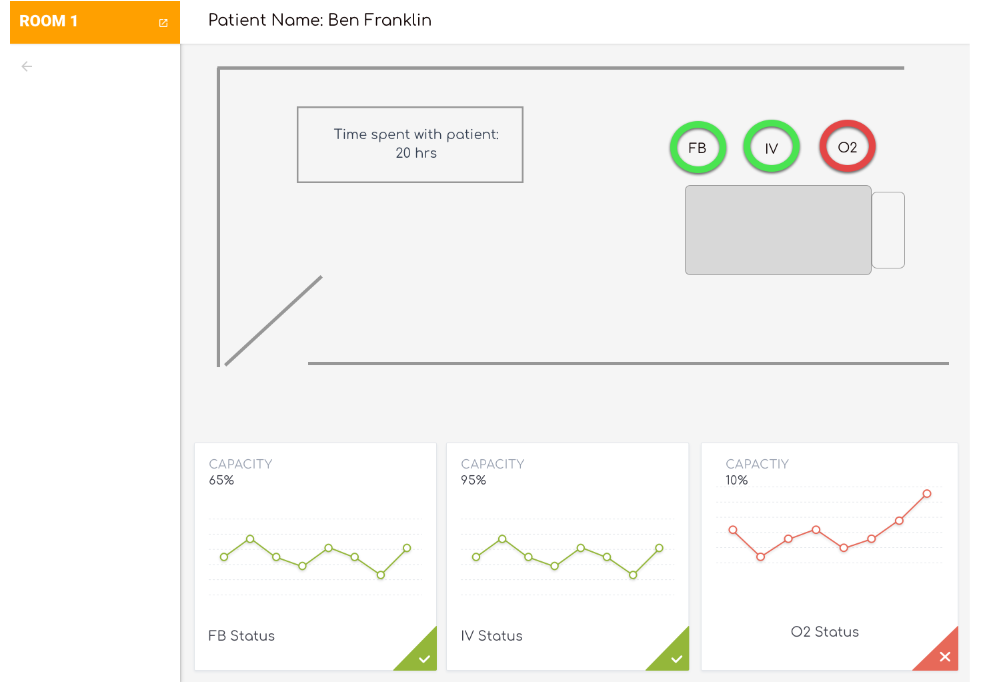 ROOM 1
Patient Name: Ben Franklin
Time spent with patient:
20 hrs
FB
IV
O2
CAPACITY
65%
FB Status
CAPACITY
95%
IV Status
CAPACTIY
10%
O2 Status